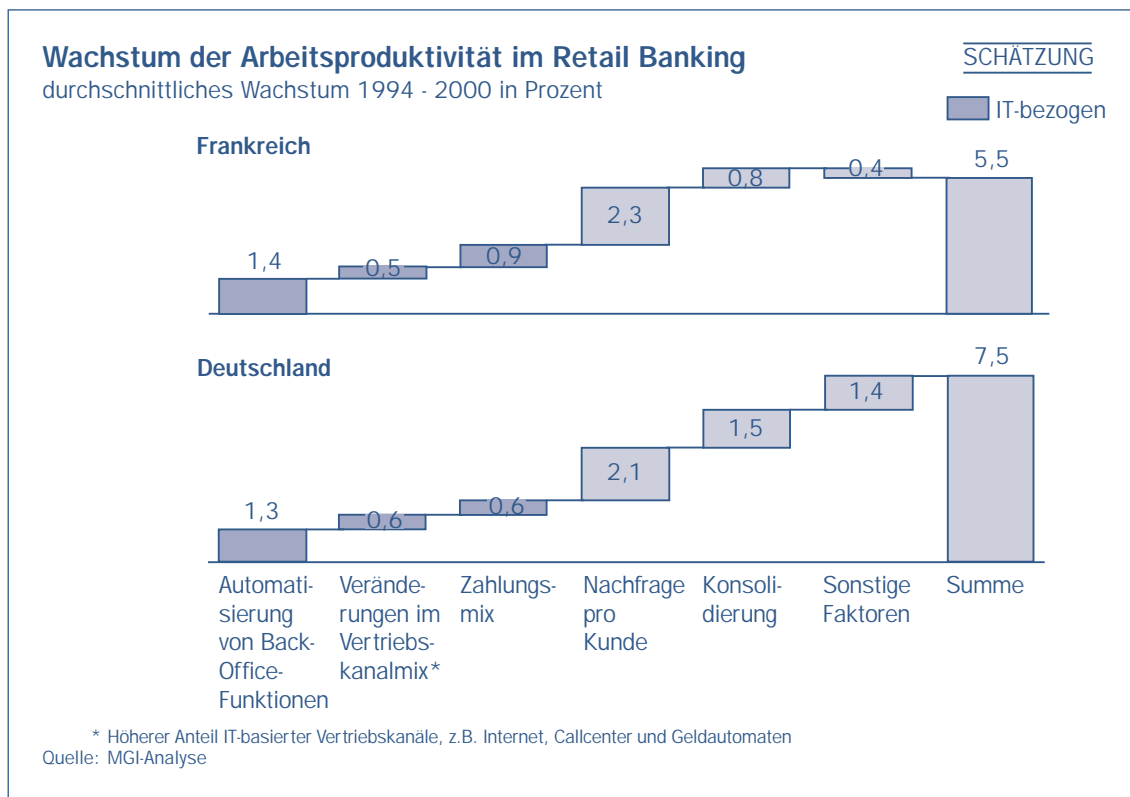 Wachstum der Arbeitsproduktivität im Retail Banking
durchschnittliches Wachstum 1994 - 2000 in Prozent
SCHÄTZUNG
IT-bezogen
Frankreich
1,4
0,5
0,9
2,3
0,8
0,4
5,5
Deutschland
1,3
0,6
0,6
2,1
1,5
1,4
7,5
Automati-
sierung
von Back-
Office-
Funktionen
Verände-
rungen im
Vertriebs-
kanalmix*
Zahlungs-
mix
Nachfrage
pro
Kunde
Konsoli-
dierung
Sonstige
Faktoren
Summe
* Höherer Anteil IT-basierter Vertriebskanäle, z.B. Internet, Callcenter und Geldautomaten
Quelle: MGI-Analyse